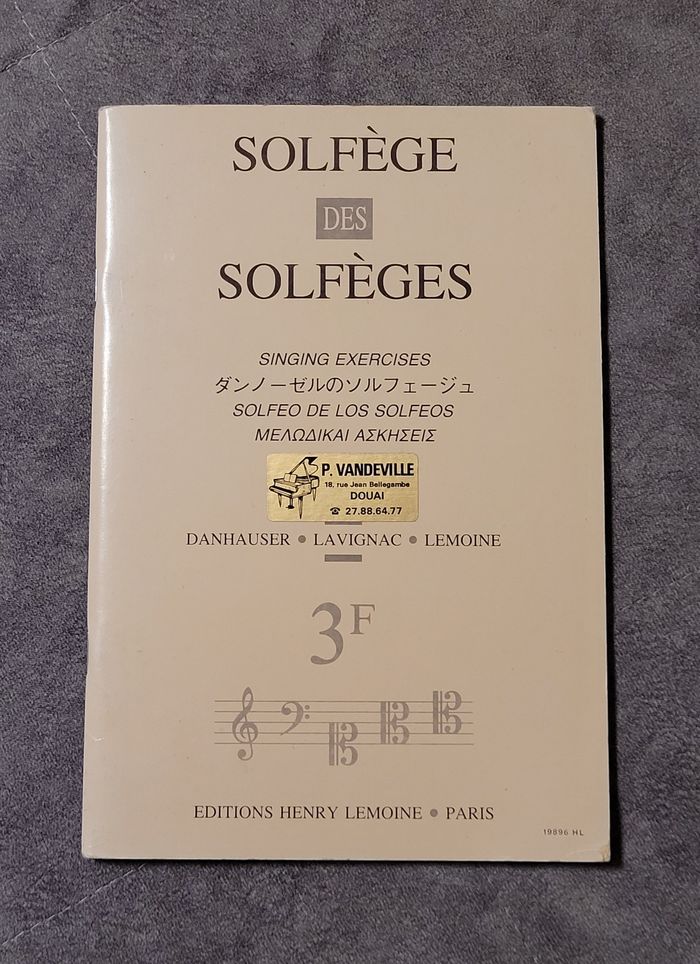 SOLFÈGE
DES
SOLFÈGES
SINGING EXERCISES
ダンノーゼルのソルフェージュ
SOLFEO DE LOS SOLFEOS
ΜΕΛΩΔΙΚΑΙ ΑΣΚΗΣΕΙΣ
P. VANDEVILLE
18, rue Jean Bellegambe
DOUAI
☎ 27.88.64.77
DANHAUSER • LAVIGNAC • LEMOINE
3F
EDITIONS HENRY LEMOINE • PARIS
19896 HL